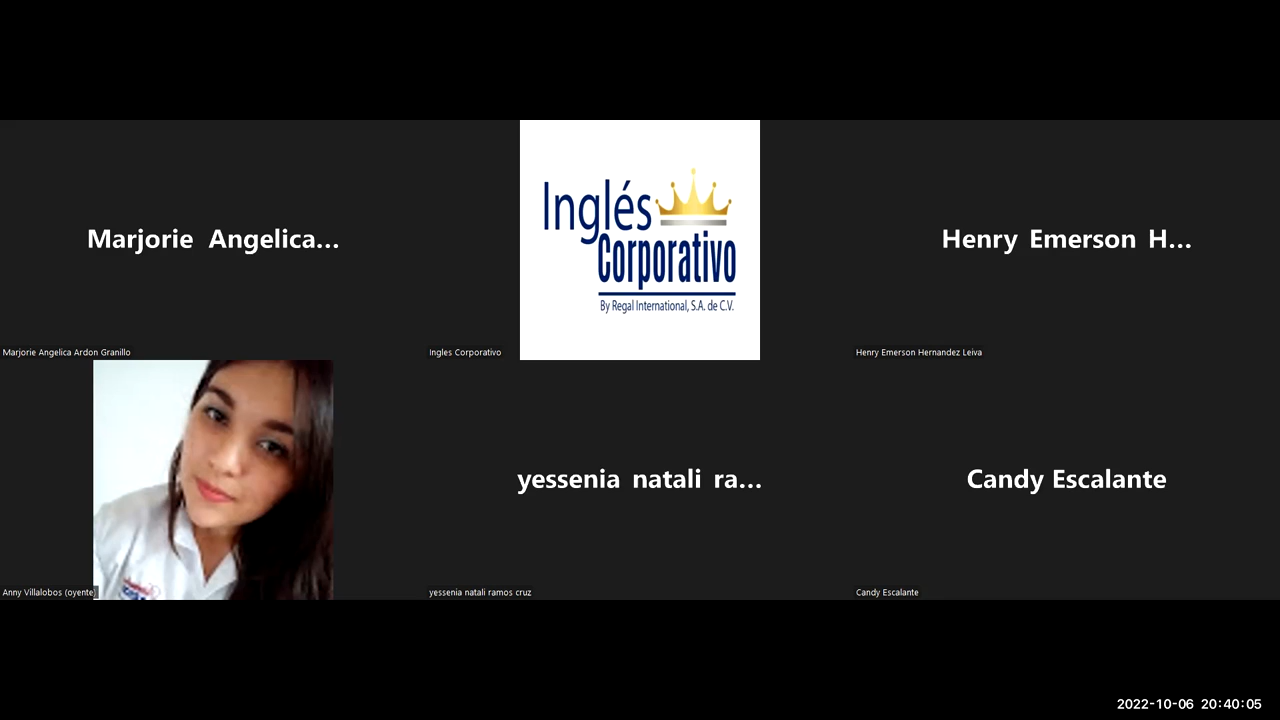 Marjorie Angelica...
Inglés
Corporativo
By Regal International, S.A. de C.V.
Henry Emerson H...
Marjorie Angelica Ardon Granillo
Ingles Corporativo
Henry Emerson Hernandez Leiva
yessenia natali ra...
Candy Escalante
Anny Villalobos (oyente)
yessenia natali ramos cruz
Candy Escalante
2022-10-06 20:40:05